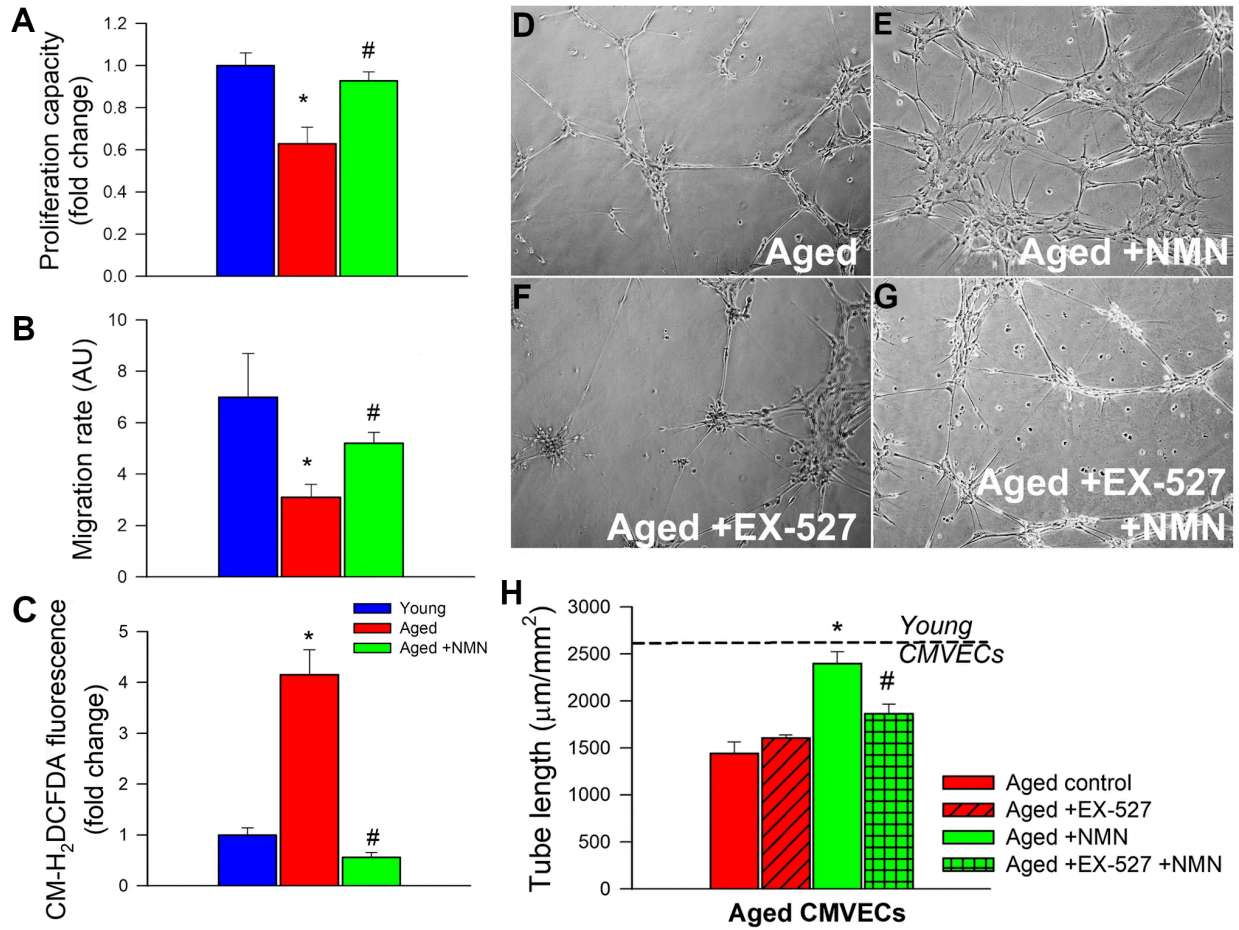 A
Proliferation capacity
(fold change)
1.2
1.0
0.8
0.6
0.4
0.2
0.0
*
#
B
Migration rate (AU)
10
8
6
4
2
0
*
#
C
CM-H2DCFDA fluorescence
(fold change)
5
4
3
2
1
0
*
#
Young
Aged
Aged +NMN
D
Aged
E
Aged +NMN
F
Aged +EX-527
G
Aged +EX-527
+NMN
H
Tube length (µm/mm2)
3000
2500
2000
1500
1000
500
0
*
#
Young
CMVECs
Aged CMVECs
Aged control
Aged +EX-527
Aged +NMN
Aged +EX-527 +NMN